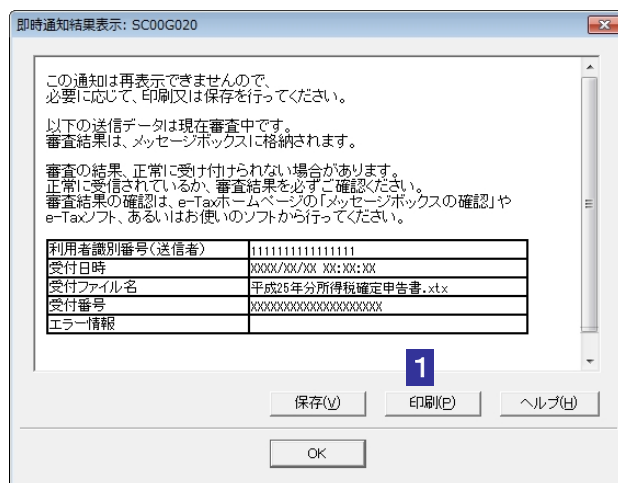 即時通知結果表示: SC00G020
この通知は再表示できませんので、
必要に応じて、印刷又は保存を行ってください。
以下の送信データは現在審査中です。
審査結果は、メッセージボックスに格納されます。
審査の結果、正常に受け付けられない場合があります。
正常に受信されているか、審査結果を必ずご確認ください。
審査結果の確認は、e-Taxホームページの「メッセージボックスの確認」や
e-Taxソフト、あるいはお使いのソフトから行ってください。
利用者識別番号(送信者) 1111111111111111
受付日時 XXXX/XX/XX XX:XX:XX
受付ファイル名 平成25年分所得税確定申告書.xtx
受付番号 XXXXXXXXXXXXXXXXXXXX
エラー情報
1
保存(V) 印刷(P) ヘルプ(H)
OK